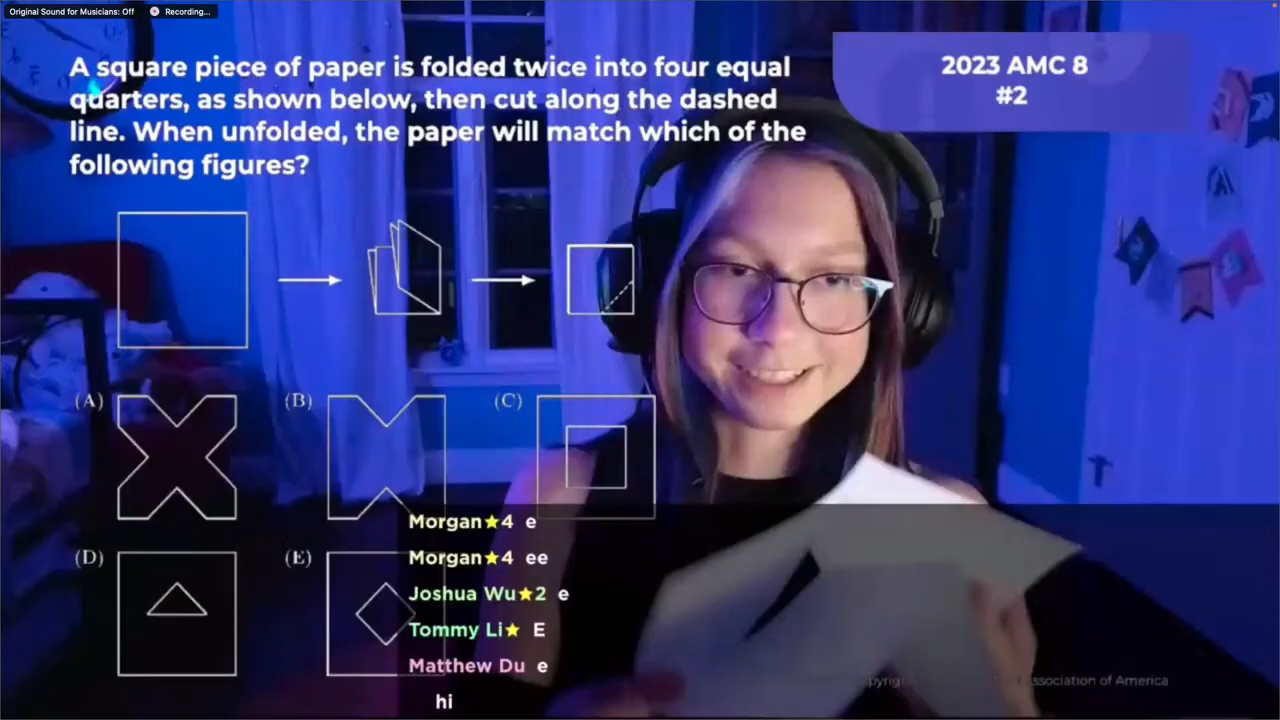 Original Sound for Musicians: Off
Recording...
A square piece of paper is folded twice into four equal
quarters, as shown below, then cut along the dashed
line. When unfolded, the paper will match which of the
following figures?
2023 AMC 8
#2
(A)
(B)
(C)
(D)
(E)
Morgan★4 e
Morgan★4 ee
Joshua Wu★2 e
Tommy Li★ E
Matthew Du e
hi
ssociation of America